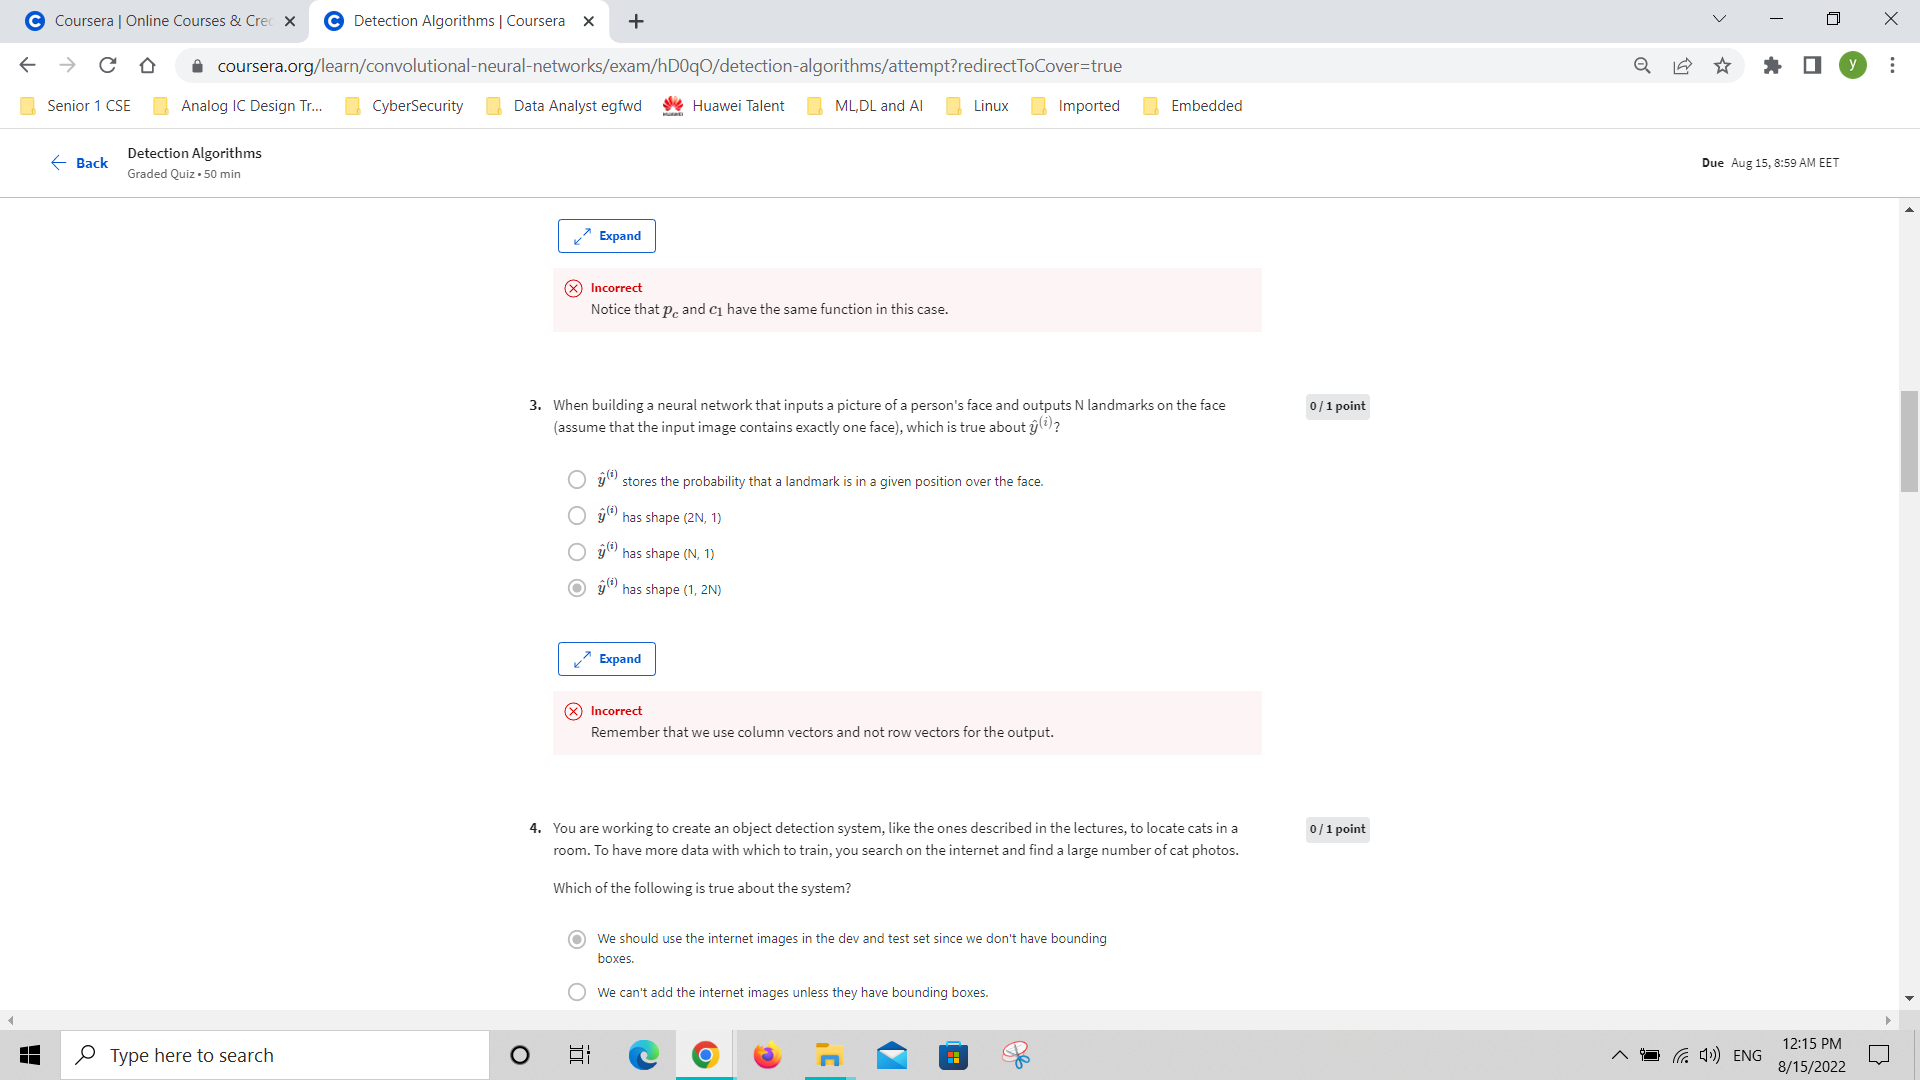 Coursera | Online Courses & Cred
Detection Algorithms | Coursera
coursera.org/learn/convolutional-neural-networks/exam/hD0qO/detection-algorithms/attempt?redirectToCover=true
y
Senior 1 CSE
Analog IC Design Tr...
CyberSecurity
Data Analyst egfwd
HUAWEI
Huawei Talent
ML,DL and AI
Linux
Imported
Embedded
Back
Detection Algorithms
Graded Quiz • 50 min
Due Aug 15, 8:59 AM EET
Expand
Incorrect
Notice that p_c and c_1 have the same function in this case.
3. When building a neural network that inputs a picture of a person's face and outputs N landmarks on the face
(assume that the input image contains exactly one face), which is true about ŷ^(i)?
0 / 1 point
ŷ^(i) stores the probability that a landmark is in a given position over the face.
ŷ^(i) has shape (2N, 1)
ŷ^(i) has shape (N, 1)
ŷ^(i) has shape (1, 2N)
Expand
Incorrect
Remember that we use column vectors and not row vectors for the output.
4. You are working to create an object detection system, like the ones described in the lectures, to locate cats in a
room. To have more data with which to train, you search on the internet and find a large number of cat photos.
0 / 1 point
Which of the following is true about the system?
We should use the internet images in the dev and test set since we don't have bounding
boxes.
We can't add the internet images unless they have bounding boxes.
Type here to search
ENG
12:15 PM
8/15/2022